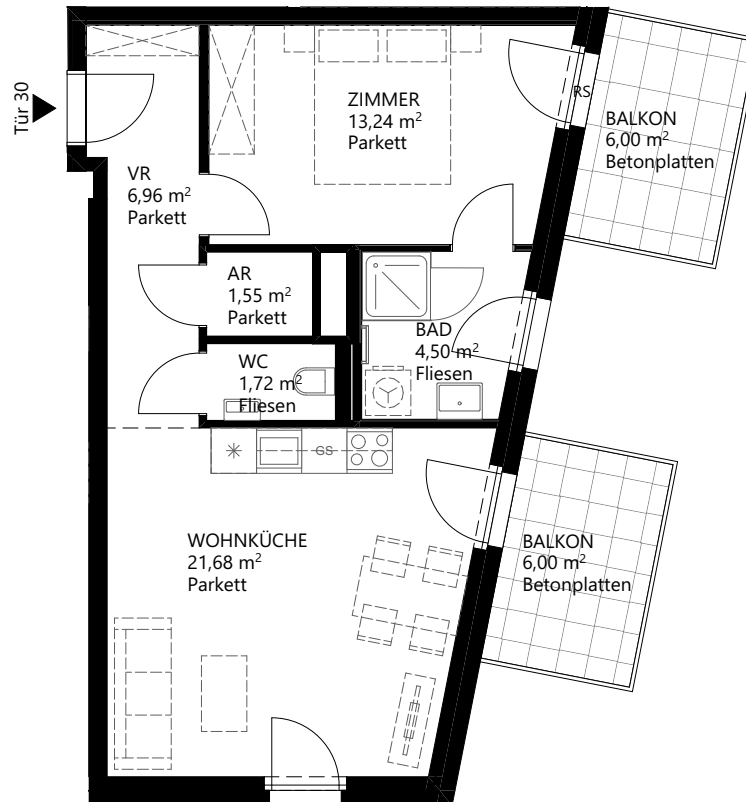 Tür 30
ZIMMER
13,24 m²
Parkett
RS
BALKON
6,00 m²
Betonplatten
VR
6,96 m²
Parkett
AR
1,55 m²
Parkett
BAD
4,50 m²
Fliesen
WC
1,72 m²
Fliesen
GS
WOHNKÜCHE
21,68 m²
Parkett
BALKON
6,00 m²
Betonplatten